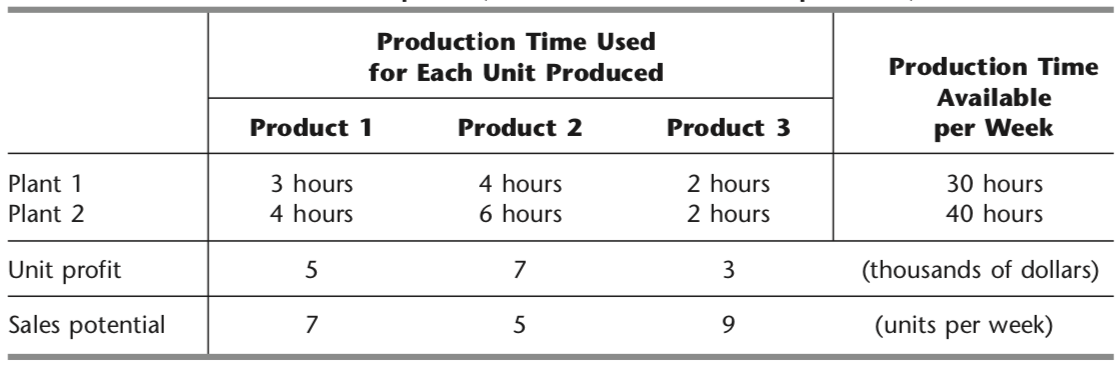 Production Time Used
for Each Unit Produced
Production Time
Available
per Week
Product 1 Product 2 Product 3
Plant 1 3 hours 4 hours 2 hours 30 hours
Plant 2 4 hours 6 hours 2 hours 40 hours
Unit profit 5 7 3 (thousands of dollars)
Sales potential 7 5 9 (units per week)